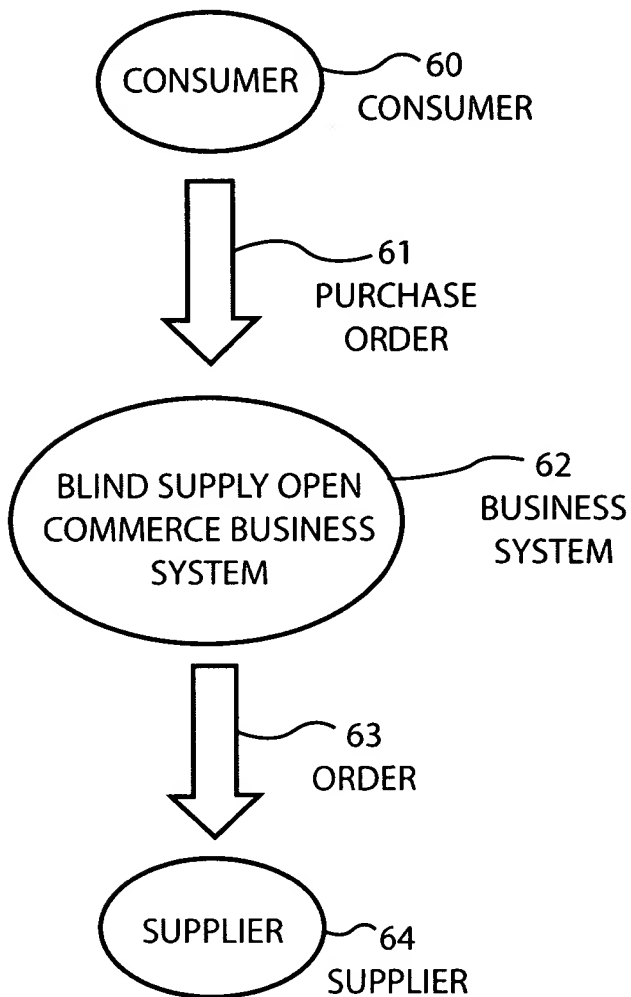 CONSUMER
60
CONSUMER
61
PURCHASE
ORDER
BLIND SUPPLY OPEN
COMMERCE BUSINESS
SYSTEM
62
BUSINESS
SYSTEM
63
ORDER
SUPPLIER
64
SUPPLIER